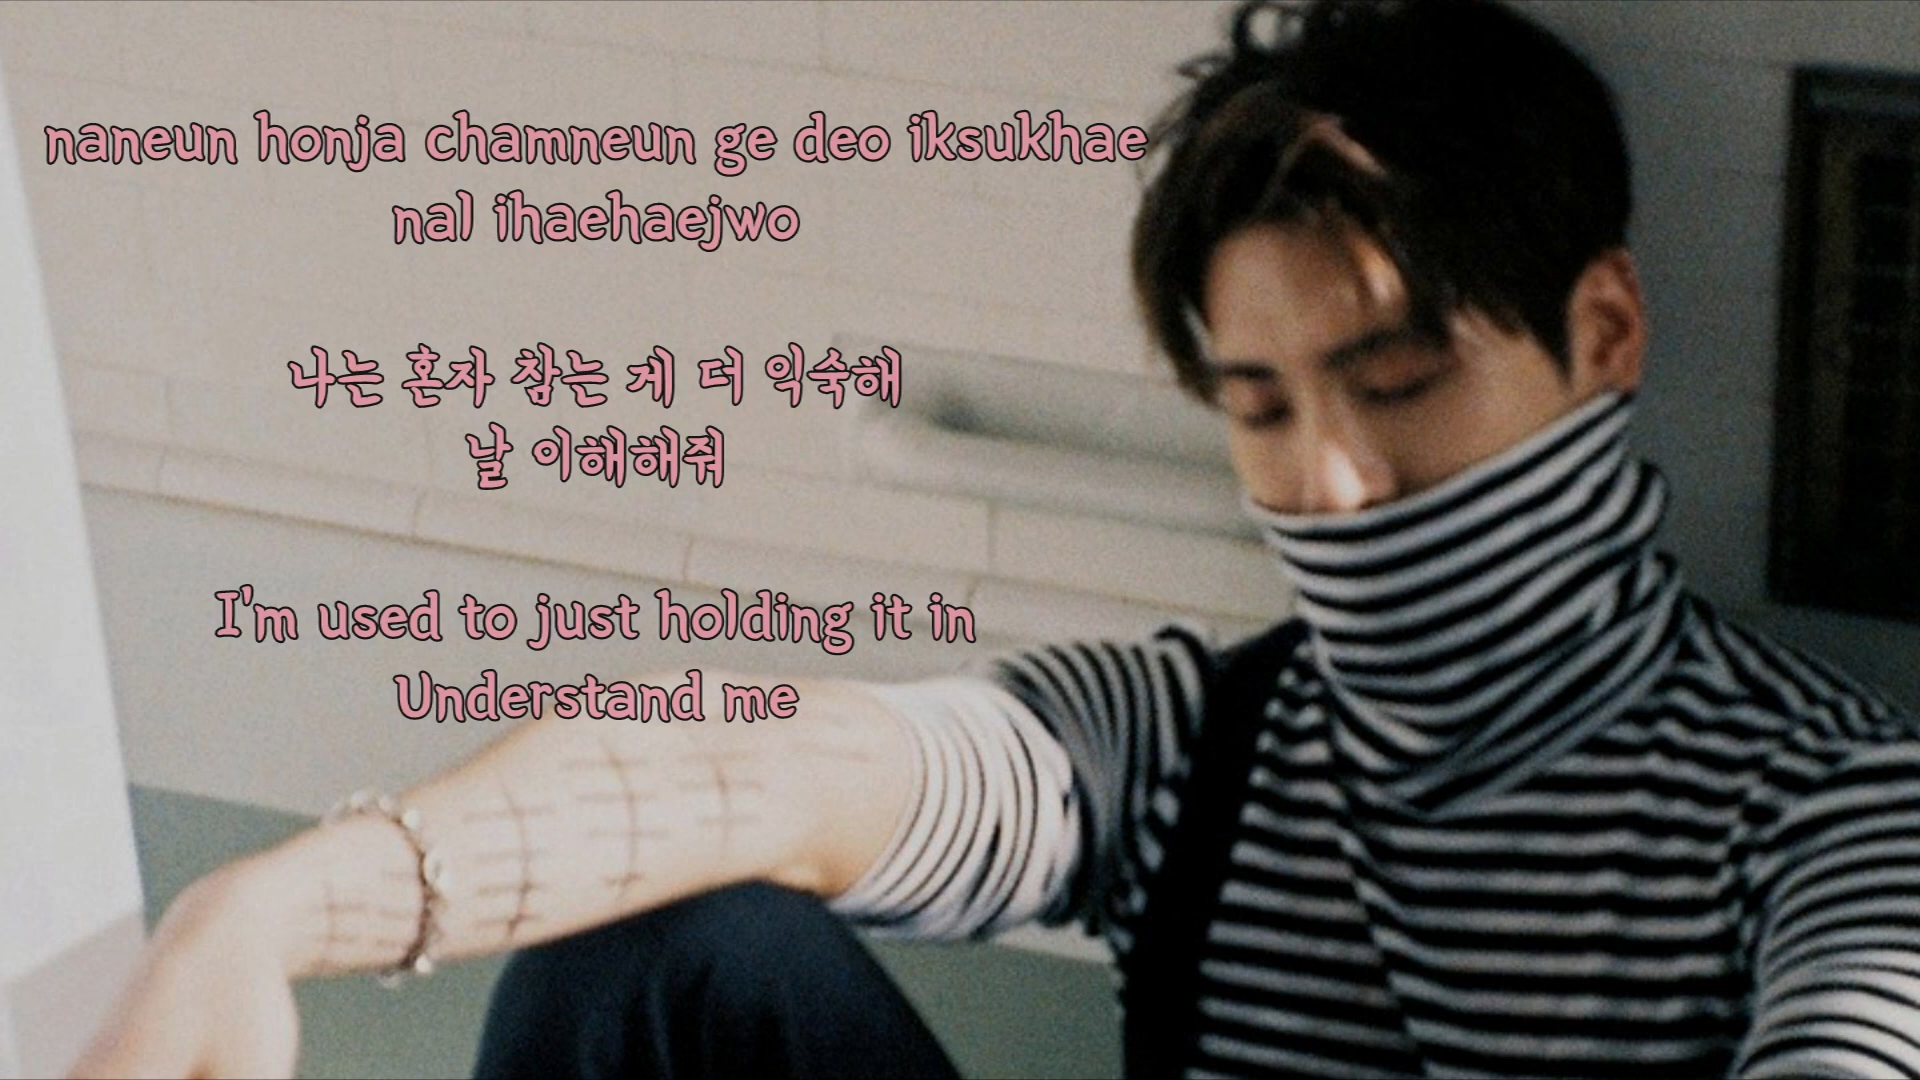 naneun honja chamneun ge deo iksukhae
nal ihaehaejwo
나는 혼자 참는 게 더 익숙해
날 이해해줘
I'm used to just holding it in
Understand me